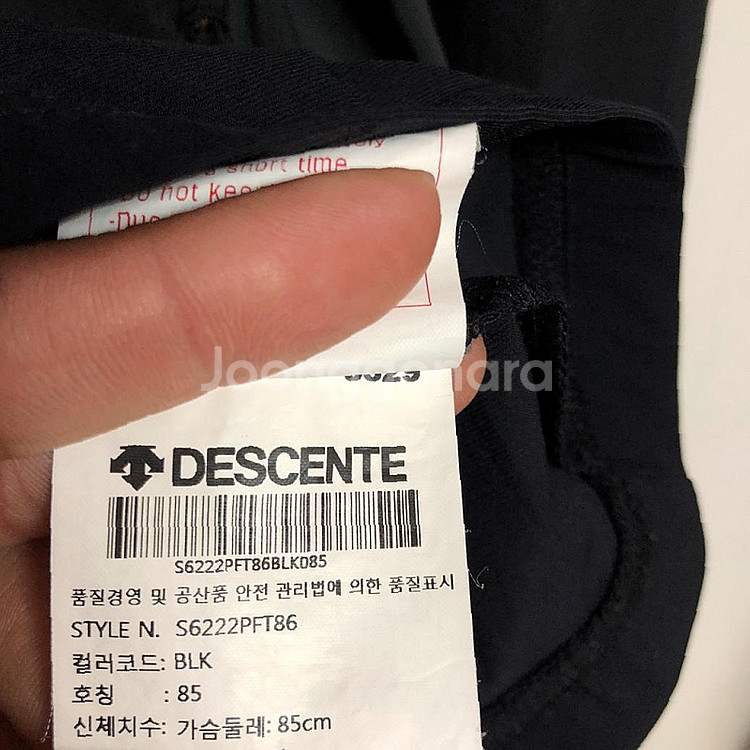 short time
Do not keep
Joonggonara
DESCENTE
S6222PFT86BLK085
품질경영 및 공산품 안전 관리법에 의한 품질표시
STYLE N. S6222PFT86
컬러코드: BLK
호칭 : 85
신체치수: 가슴둘레: 85cm